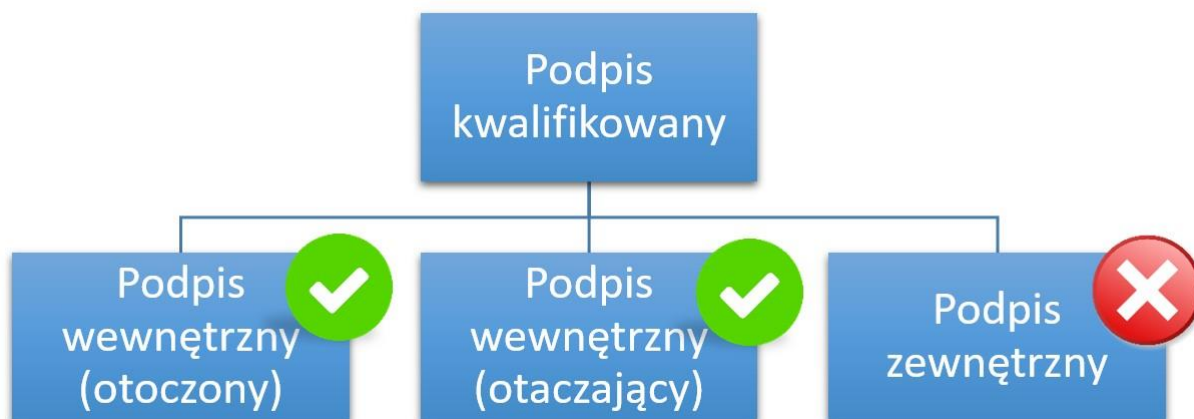 Podpis
kwalifikowany
Podpis
wewnętrzny
(otoczony)
Podpis
wewnętrzny
(otaczający)
Podpis
zewnętrzny